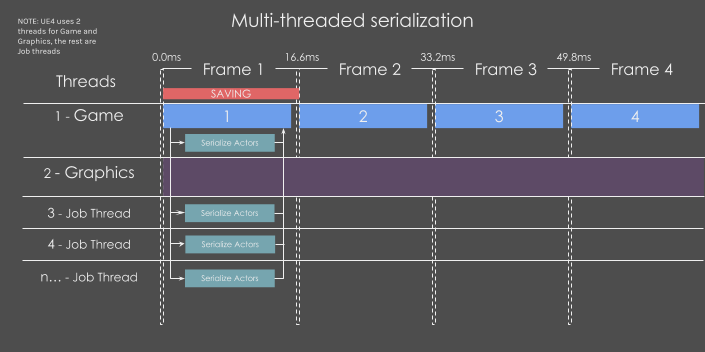 NOTE: UE4 uses 2
threads for Game and
Graphics, the rest are
Job threads
Multi-threaded serialization
0.0ms
16.6ms
33.2ms
49.8ms
Threads
Frame 1
Frame 2
Frame 3
Frame 4
SAVING
1 - Game
1
2
3
4
Serialize Actors
2 - Graphics
3 - Job Thread
Serialize Actors
4 - Job Thread
Serialize Actors
n... - Job Thread
Serialize Actors